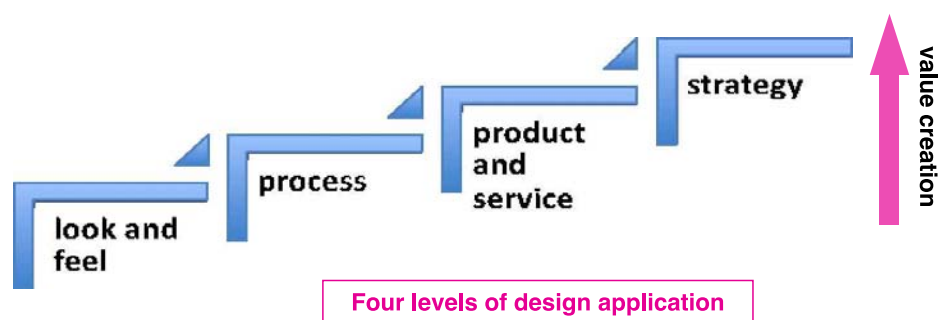 look and
feel
process
product
and
service
strategy
value creation
Four levels of design application